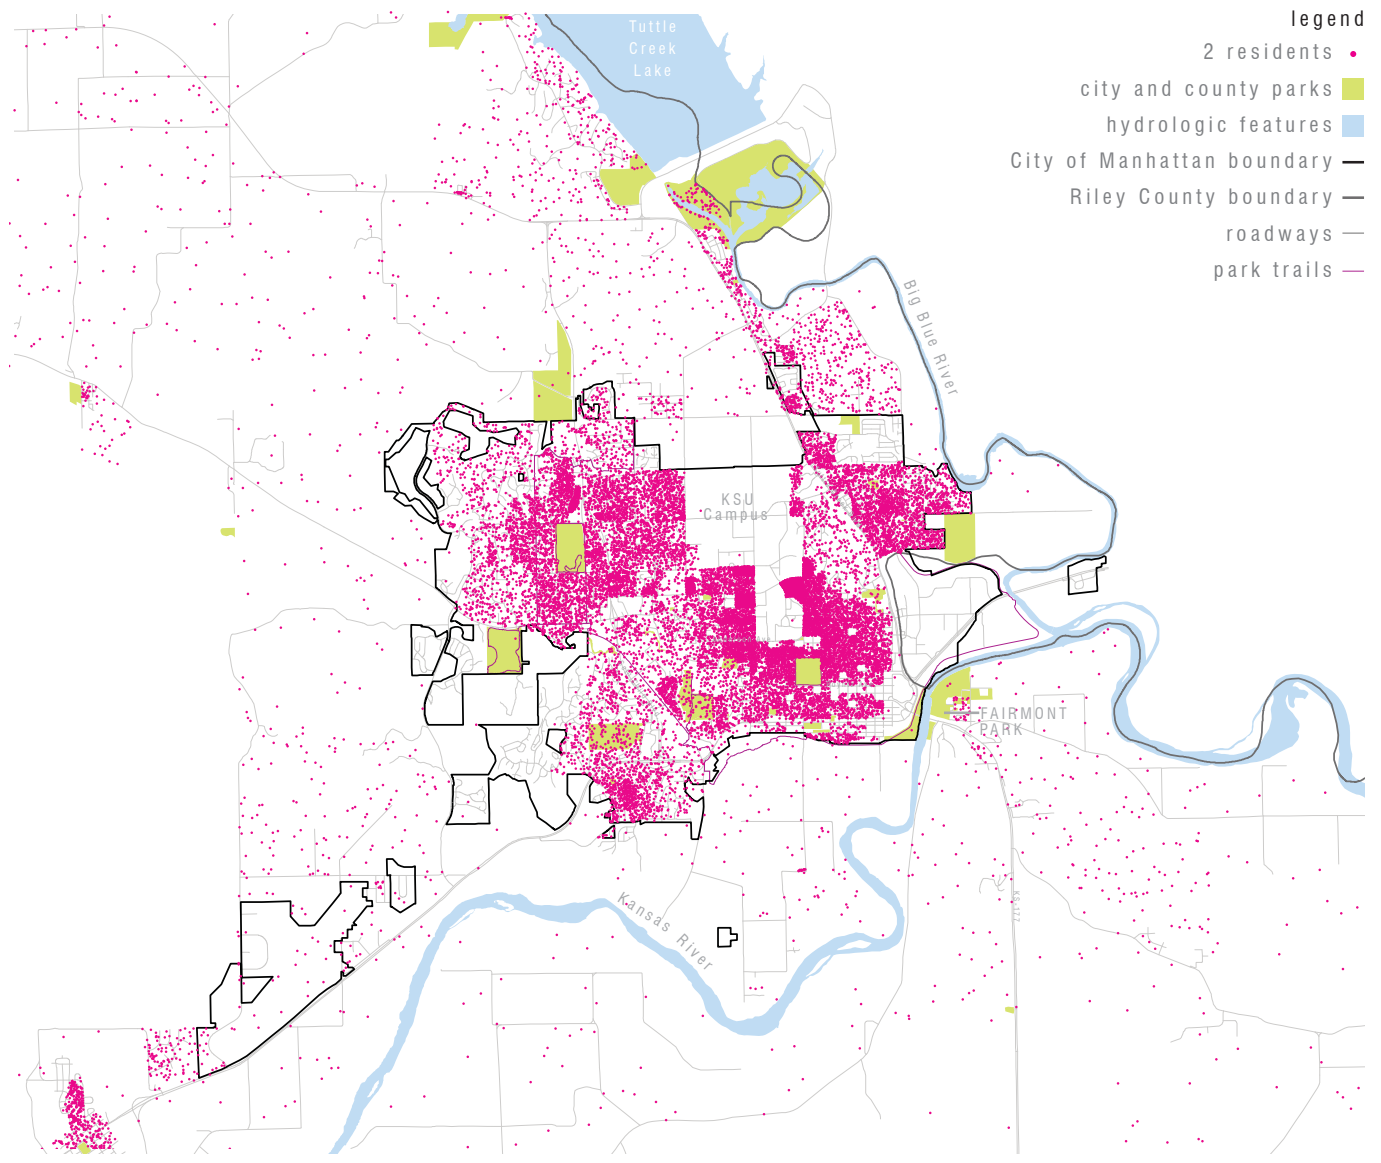 legend
2 residents
city and county parks
hydrologic features
City of Manhattan boundary
Riley County boundary
roadways
park trails
Tuttle
Creek
Lake
Big Blue River
KSU
Campus
FAIRMONT
PARK
Kansas River